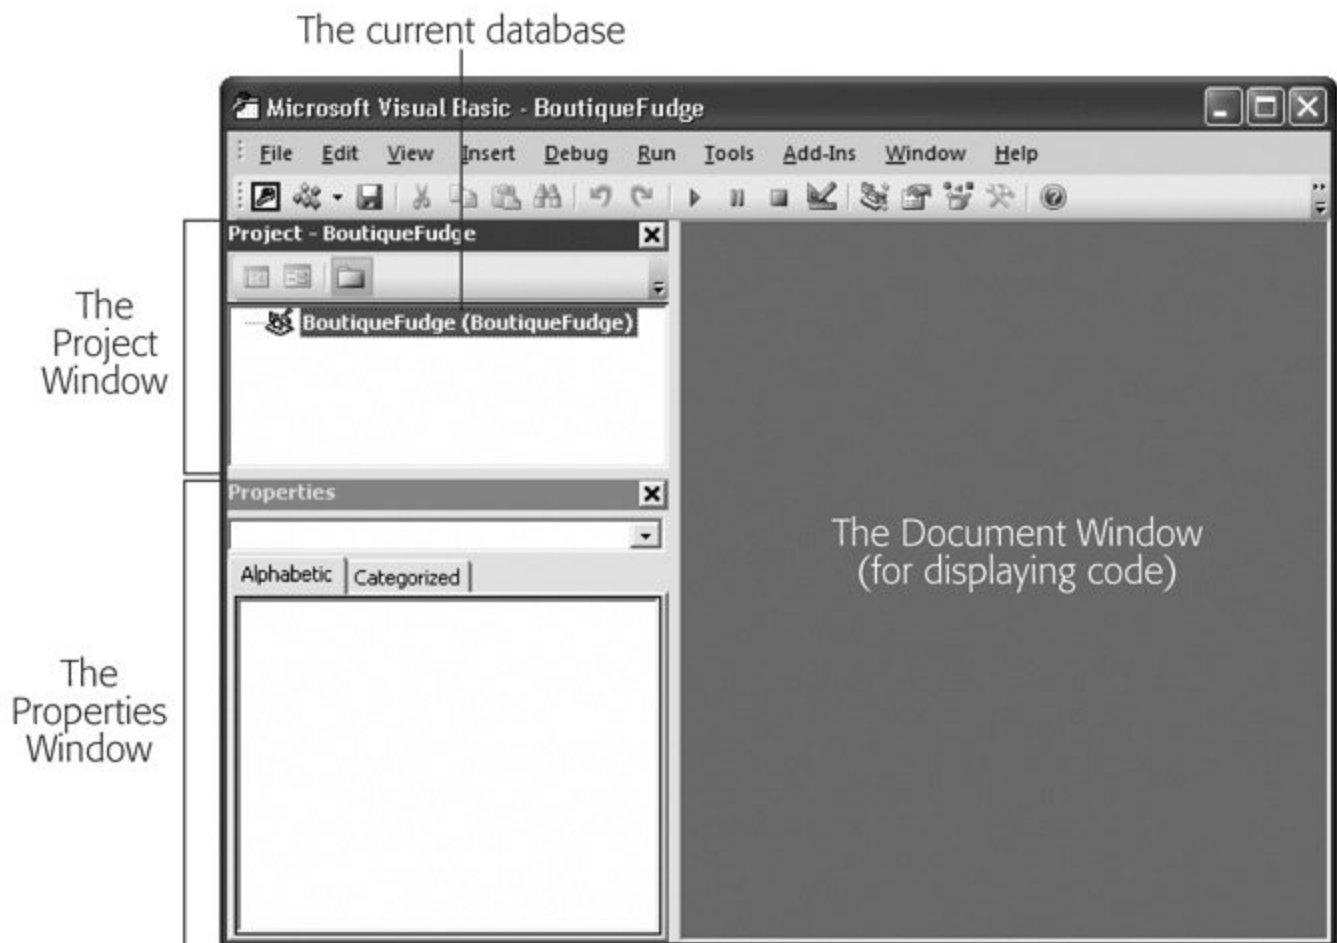 The current database
Microsoft Visual Basic - BoutiqueFudge
File Edit View Insert Debug Run Tools Add-Ins Window Help
Project - BoutiqueFudge
BoutiqueFudge (BoutiqueFudge)
The
Project
Window
Properties
Alphabetic Categorized
The
Properties
Window
The Document Window
(for displaying code)